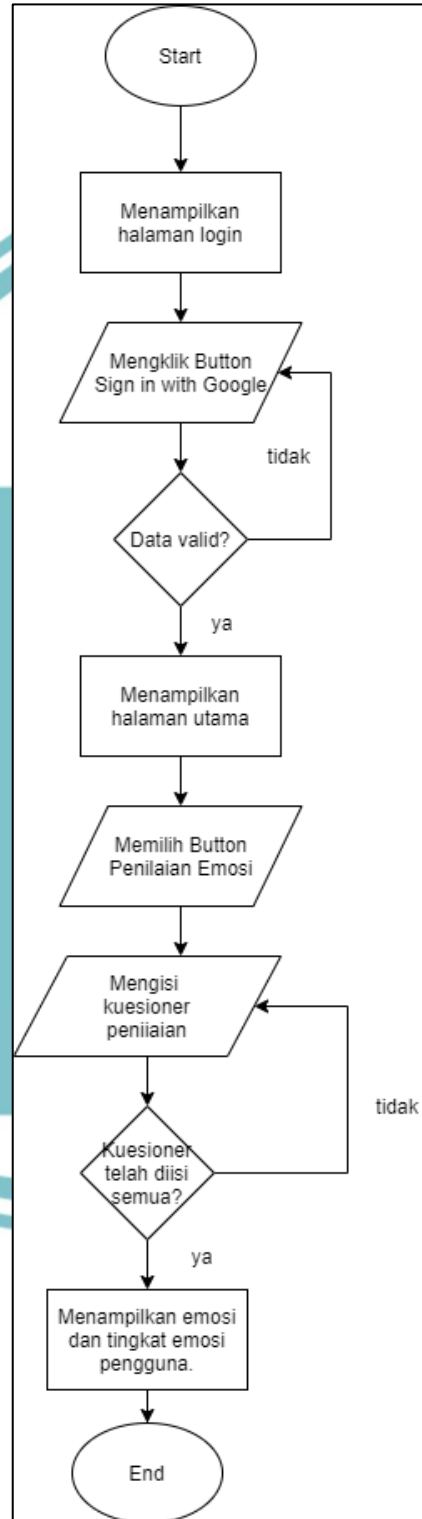 Start
Menampilkan
halaman login
Mengklik Button
Sign in with Google
tidak
Data valid?
ya
Menampilkan
halaman utama
Memilih Button
Penilaian Emosi
Mengisi
kuesioner
peniiaian
tidak
Kuesioner
telah diisi
semua?
ya
Menampilkan emosi
dan tingkat emosi
pengguna.
End